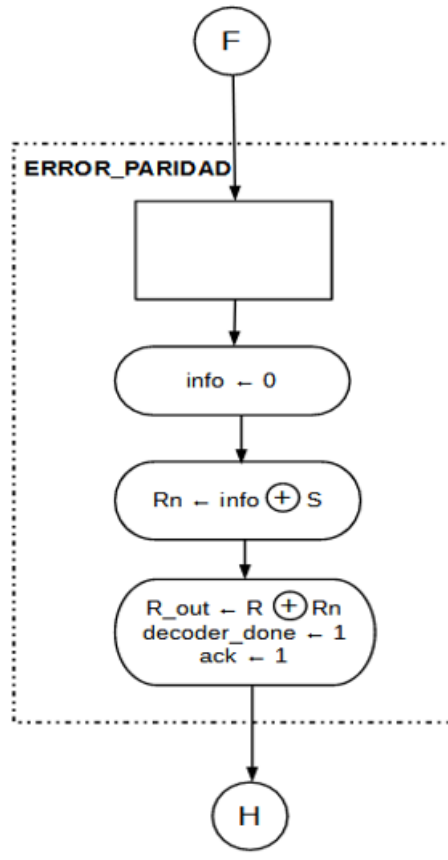 F
ERROR_PARIDAD
info ← 0
Rn ← info ⊕ S
R_out ← R ⊕ Rn
decoder_done ← 1
ack ← 1
H